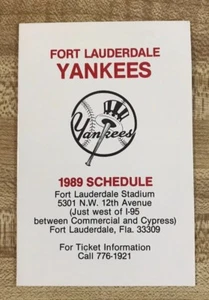 FORT LAUDERDALE
YANKEES
Yankees
1989 SCHEDULE
Fort Lauderdale Stadium
5301 N.W. 12th Avenue
(Just west of I-95
between Commercial and Cypress)
Fort Lauderdale, Fla. 33309
For Ticket Information
Call 776-1921